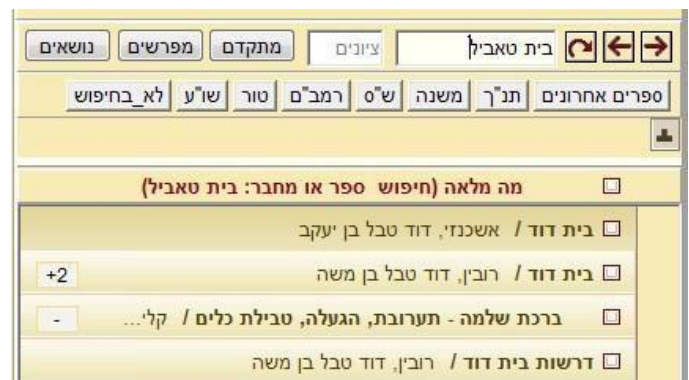 בית טאביל ציונים מתקדם מפרשים נושאים
ספרים אחרונים תנ"ך משנה ש"ס רמב"ם טור שו"ע לא_בחיפוש
מה מלאה (חיפוש ספר או מחבר: בית טאביל)
בית דוד / אשכנזי, דוד טבל בן יעקב
בית דוד / רובין, דוד טבל בן משה +2
ברכת שלמה - תערובת, הגעלה, טבילת כלים / קלי... -
דרשות בית דוד / רובין, דוד טבל בן משה